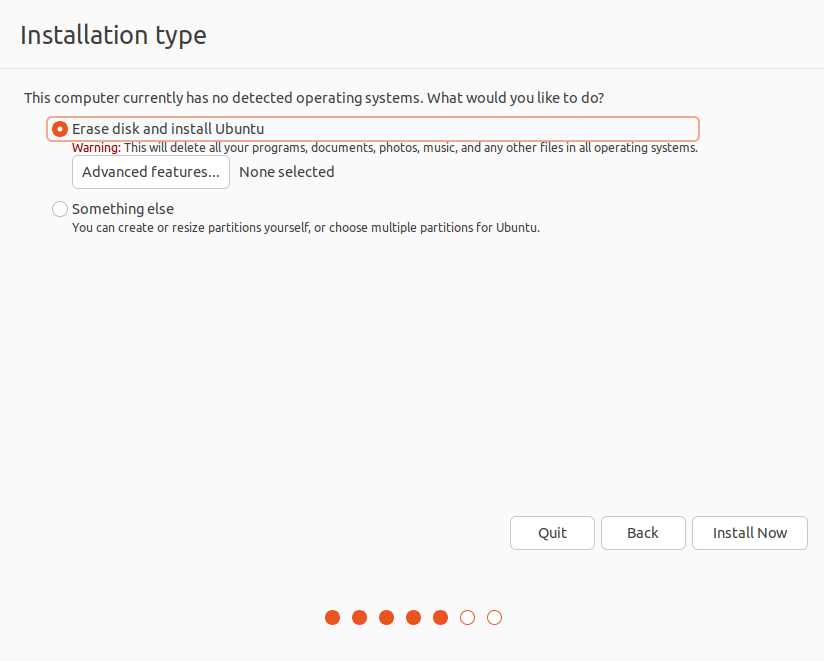 Installation type
This computer currently has no detected operating systems. What would you like to do?
Erase disk and install Ubuntu
Warning: This will delete all your programs, documents, photos, music, and any other files in all operating systems.
Advanced features... None selected
Something else
You can create or resize partitions yourself, or choose multiple partitions for Ubuntu.
Quit Back Install Now